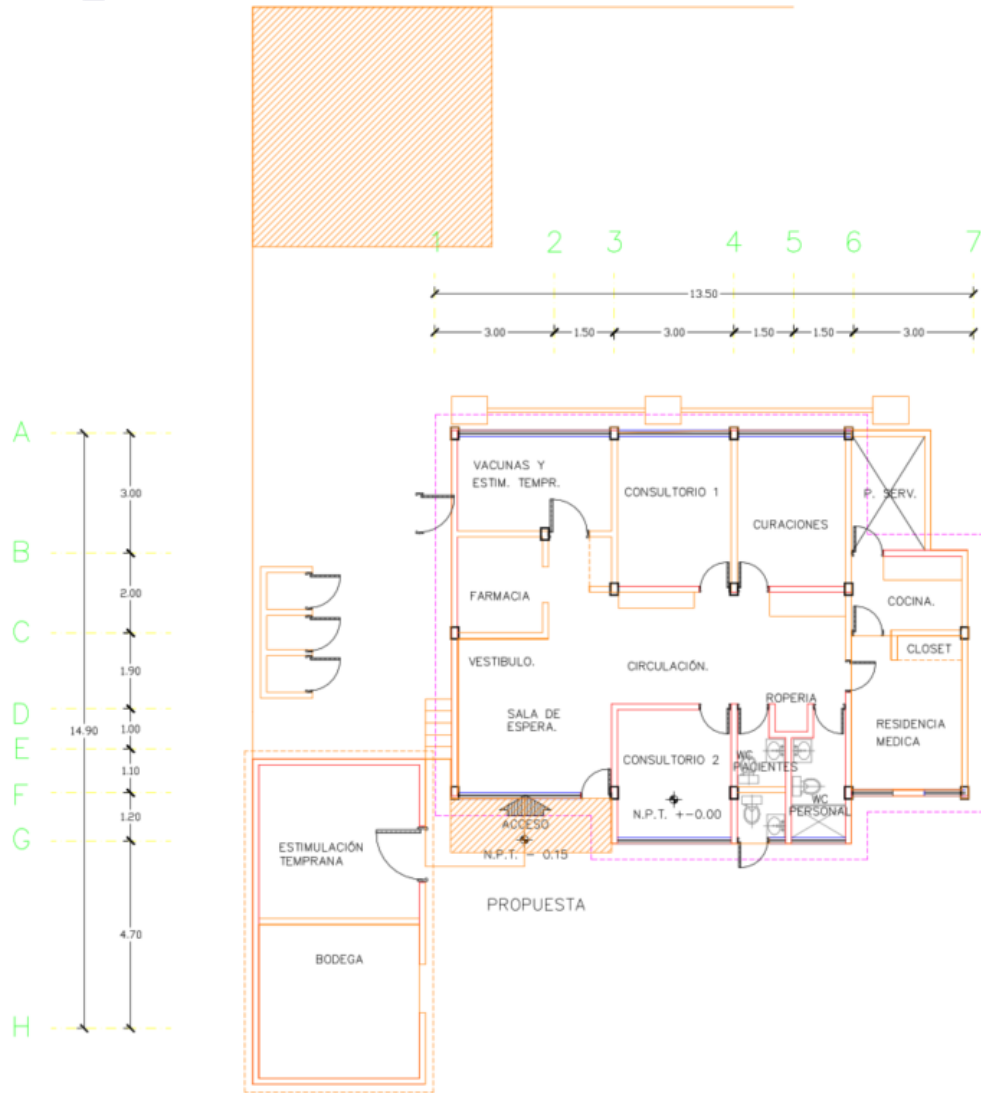 1 2 3 4 5 6 7
13.50
3.00 1.50 3.00 1.50 1.50 3.00
A
B
C
D
E
F
G
H
14.90
3.00
2.00
1.90
1.00
1.10
1.20
4.70
VACUNAS Y
ESTIM. TEMPR.
CONSULTORIO 1
CURACIONES
P. SERV.
FARMACIA
COCINA.
CLOSET
VESTIBULO.
CIRCULACIÓN.
ROPERIA
SALA DE
ESPERA.
RESIDENCIA
MEDICA
CONSULTORIO 2
WC
PACIENTES
WC
PERSONAL
N.P.T. +-0.00
ACCESO
N.P.T. - 0.15
ESTIMULACIÓN
TEMPRANA
PROPUESTA
BODEGA